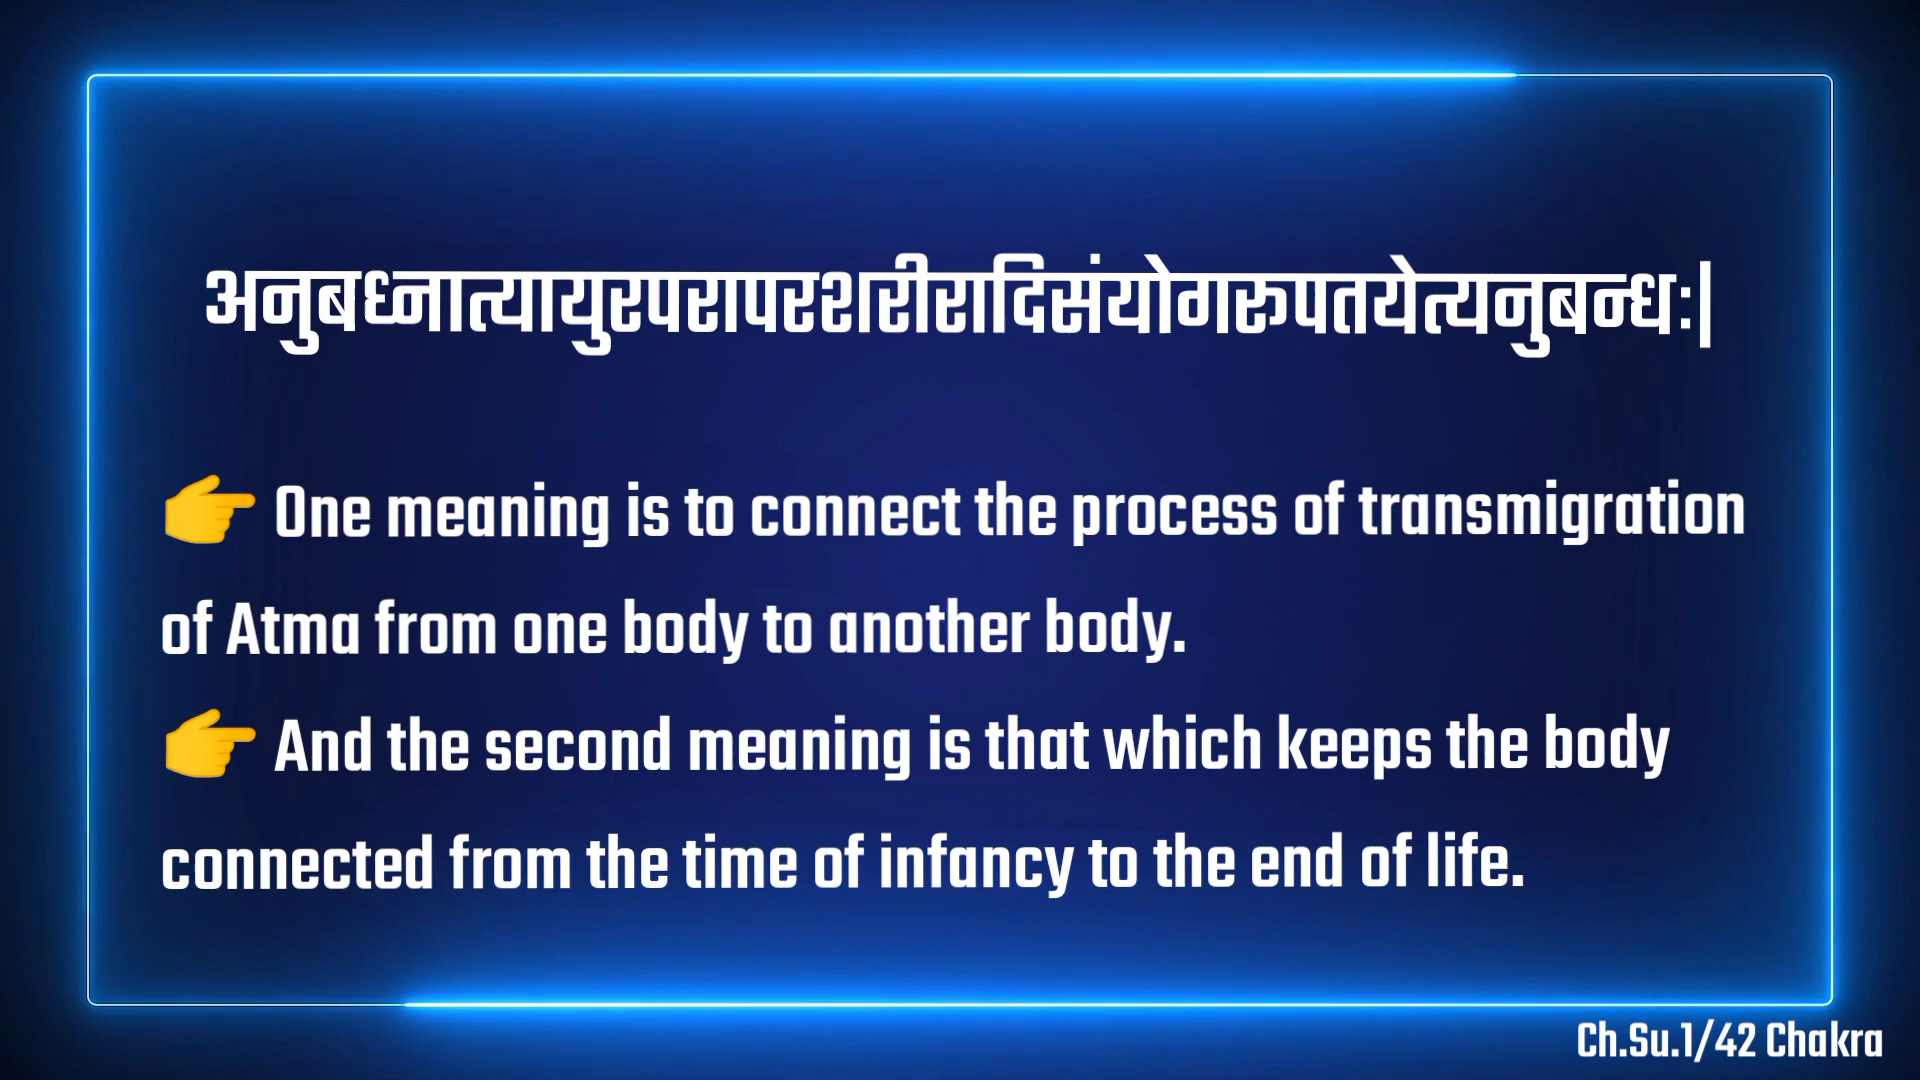 अनुबध्नात्यायुरपरापरशरीरादिसंयोगरूपतयेत्यनुबन्धः|
👉 One meaning is to connect the process of transmigration
of Atma from one body to another body.
👉 And the second meaning is that which keeps the body
connected from the time of infancy to the end of life.
Ch.Su.1/42 Chakra